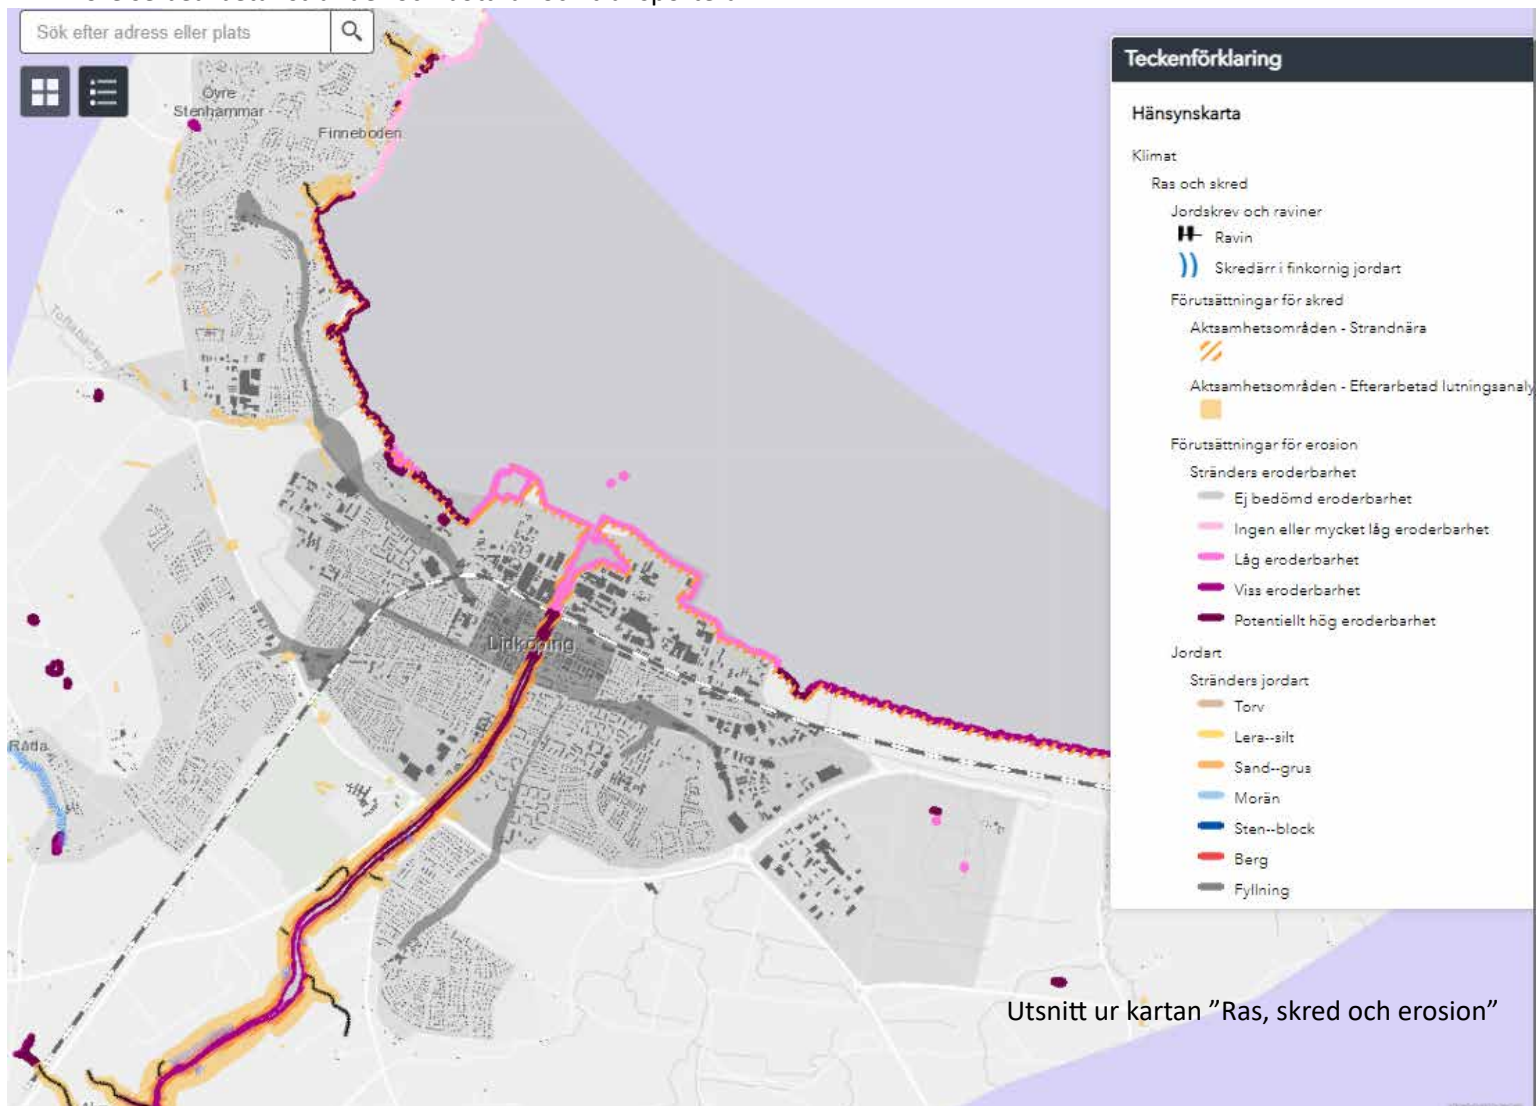 Sök efter adress eller plats
Övre
Stenhammar
Finneboden
Toftabäcken
Lidköping
Råda
Teckenförklaring
Hänsynskarta
Klimat
Ras och skred
Jordskrev och raviner
Ravin
Skredärr i finkornig jordart
Förutsättningar för skred
Aktsamhetsområden - Strandnära
Aktsamhetsområden - Efterarbetad lutningsanaly
Förutsättningar för erosion
Stränders eroderbarhet
Ej bedömd eroderbarhet
Ingen eller mycket låg eroderbarhet
Låg eroderbarhet
Viss eroderbarhet
Potentiellt hög eroderbarhet
Jordart
Stränders jordart
Torv
Lera--silt
Sand--grus
Morän
Sten--block
Berg
Fyllning
Utsnitt ur kartan ”Ras, skred och erosion”